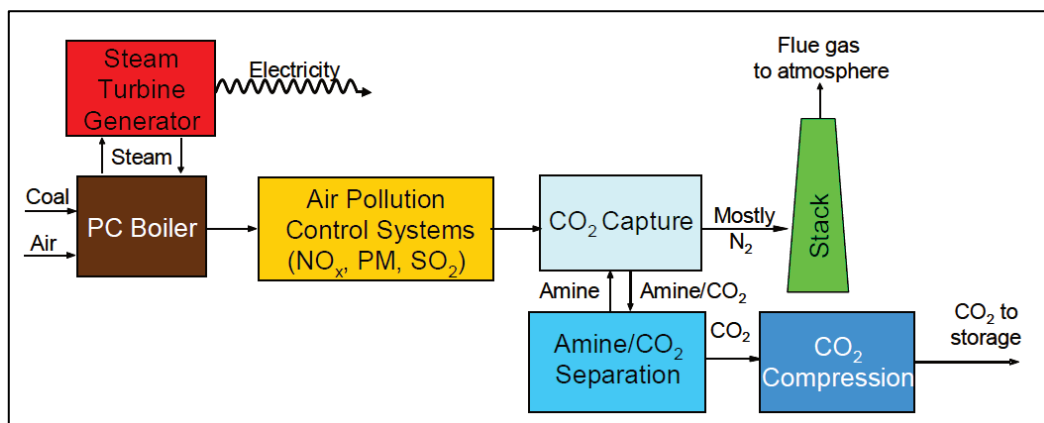 Steam
Turbine
Generator
Electricity
Flue gas
to atmosphere
Steam
Coal
Air
PC Boiler
Air Pollution
Control Systems
(NOₓ, PM, SO₂)
CO₂ Capture
Mostly
N₂
Stack
Amine
Amine/CO₂
Amine/CO₂
Separation
CO₂
CO₂
Compression
CO₂ to
storage